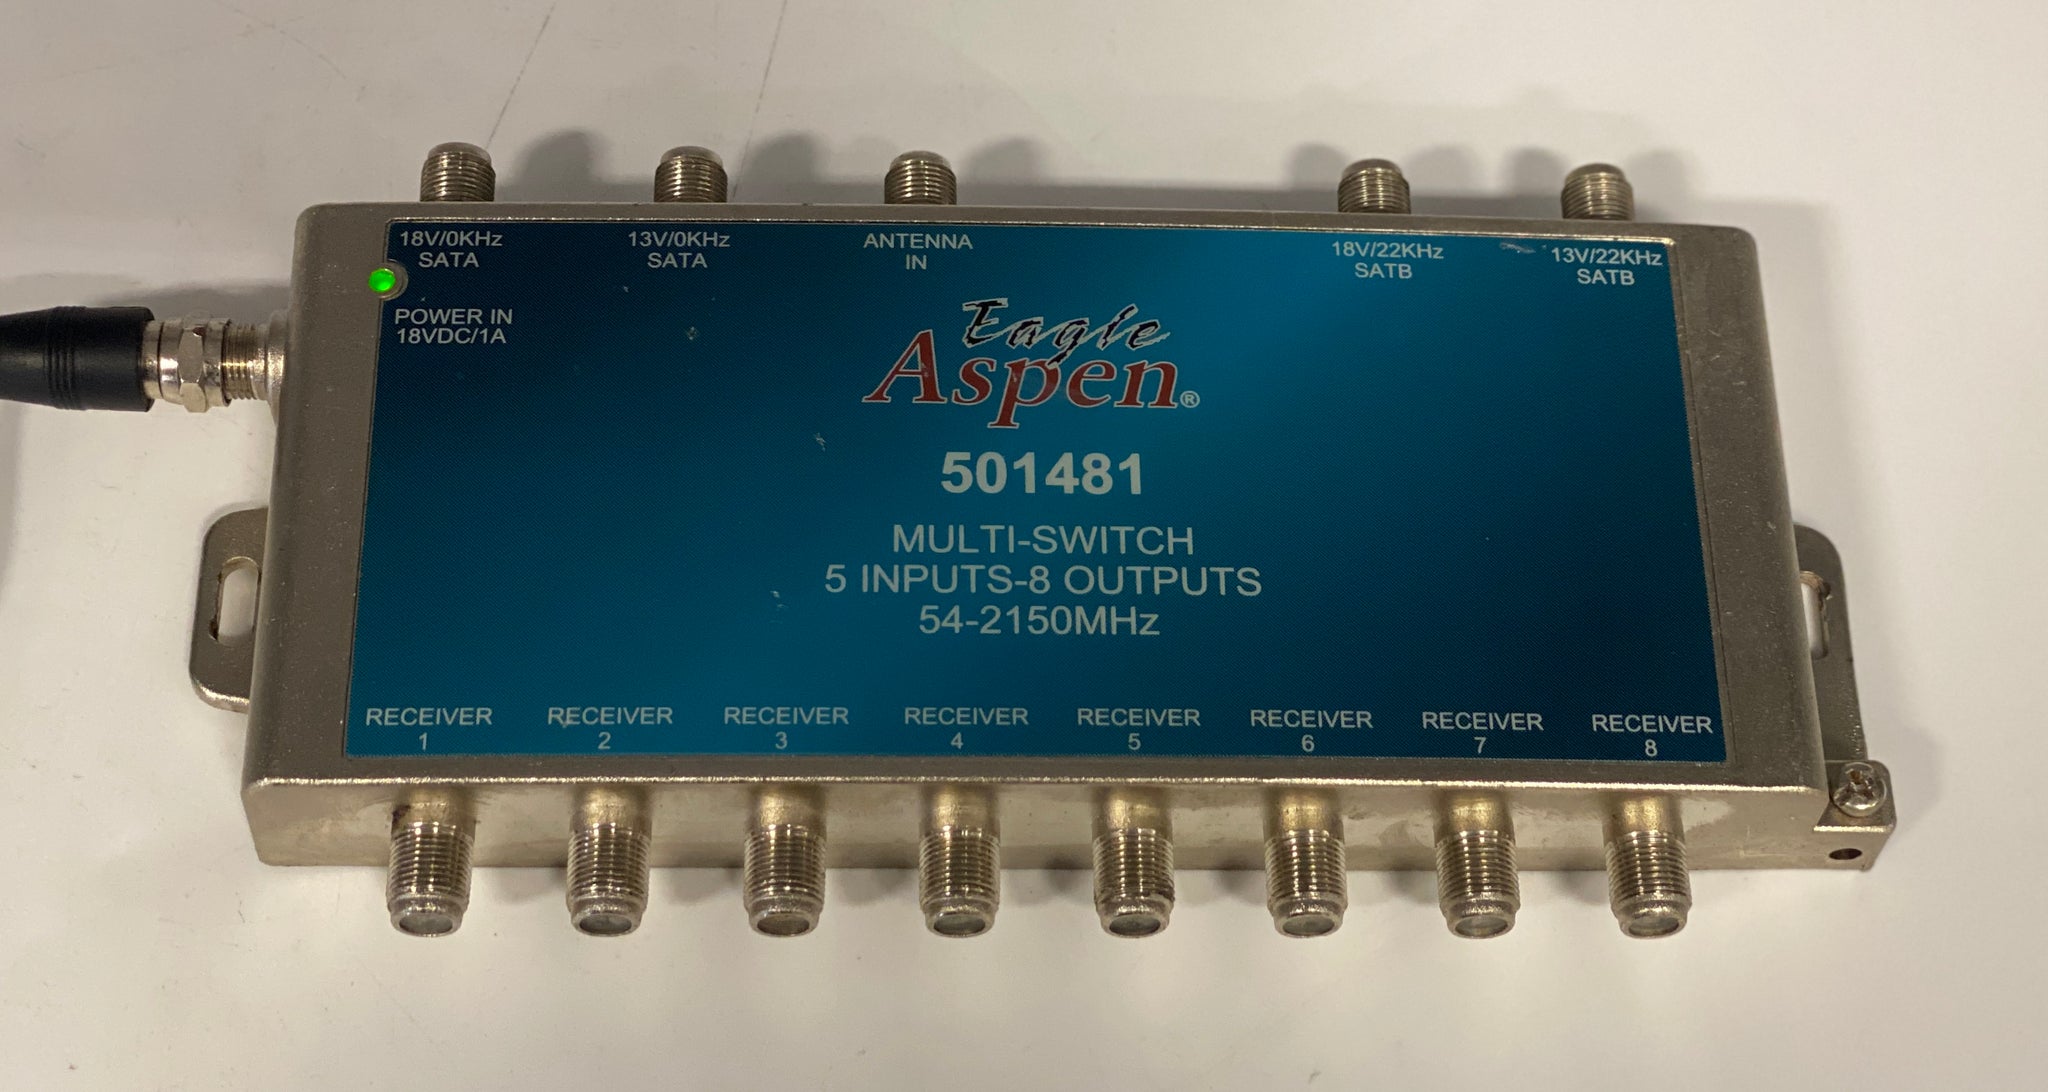 18V/0KHz
SATA
13V/0KHz
SATA
ANTENNA
IN
18V/22KHz
SATB
13V/22KHz
SATB
POWER IN
18VDC/1A
Eagle
Aspen®
501481
MULTI-SWITCH
5 INPUTS-8 OUTPUTS
54-2150MHz
RECEIVER
1
RECEIVER
2
RECEIVER
3
RECEIVER
4
RECEIVER
5
RECEIVER
6
RECEIVER
7
RECEIVER
8